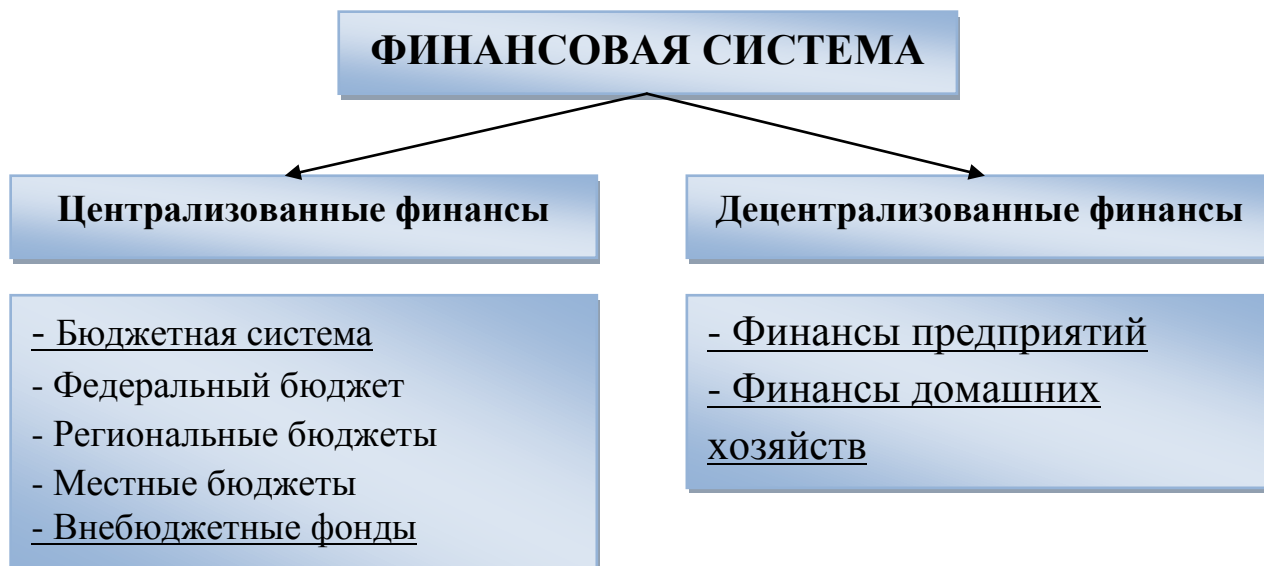 ФИНАНСОВАЯ СИСТЕМА
Централизованные финансы
- Бюджетная система
- Федеральный бюджет
- Региональные бюджеты
- Местные бюджеты
- Внебюджетные фонды
Децентрализованные финансы
- Финансы предприятий
- Финансы домашних
хозяйств